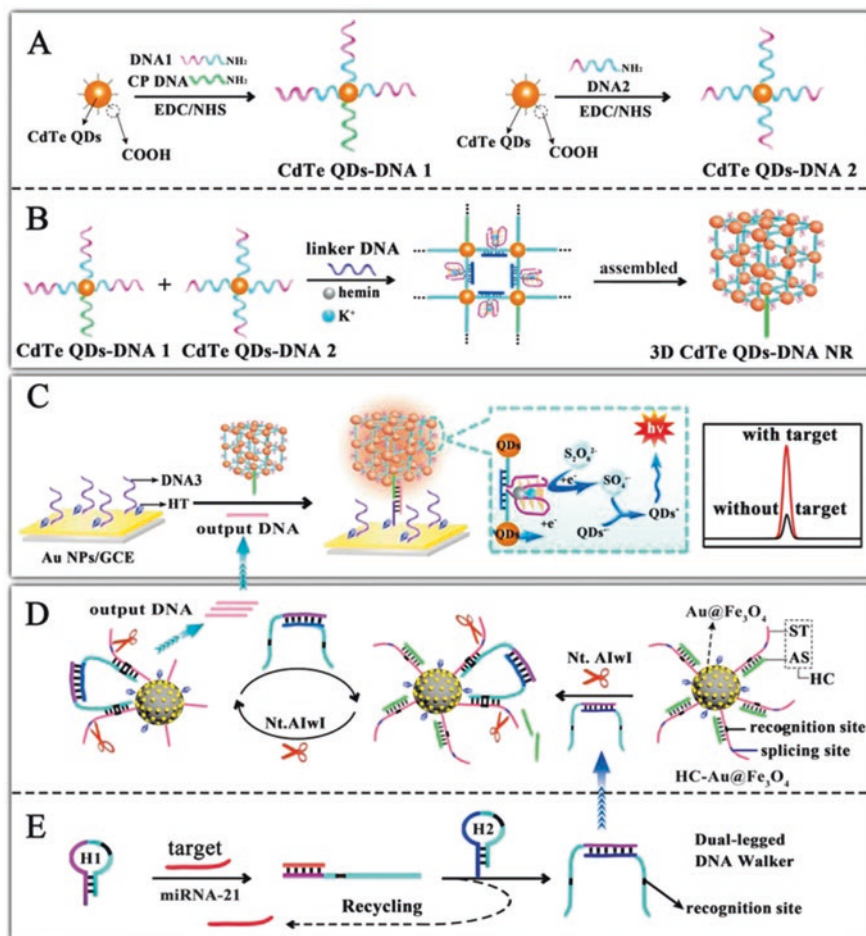 A
DNA1 NH₂
CP DNA NH₂
EDC/NHS
CdTe QDs
COOH
CdTe QDs-DNA 1
NH₂
DNA2
EDC/NHS
CdTe QDs
COOH
CdTe QDs-DNA 2
B
+
linker DNA
hemin
K⁺
assembled
CdTe QDs-DNA 1
CdTe QDs-DNA 2
3D CdTe QDs-DNA NR
C
DNA3
HT
Au NPs/GCE
output DNA
QDs
S₂O₈²⁻
+e⁻
SO₄•⁻
hν
QDs
+e⁻
QDs•⁻
QDs*
with target
without target
D
output DNA
Nt.AIwI
Nt. AIwI
Au@Fe₃O₄
ST
AS
HC
recognition site
splicing site
HC-Au@Fe₃O₄
E
H1
target
miRNA-21
Recycling
H2
Dual-legged
DNA Walker
recognition site